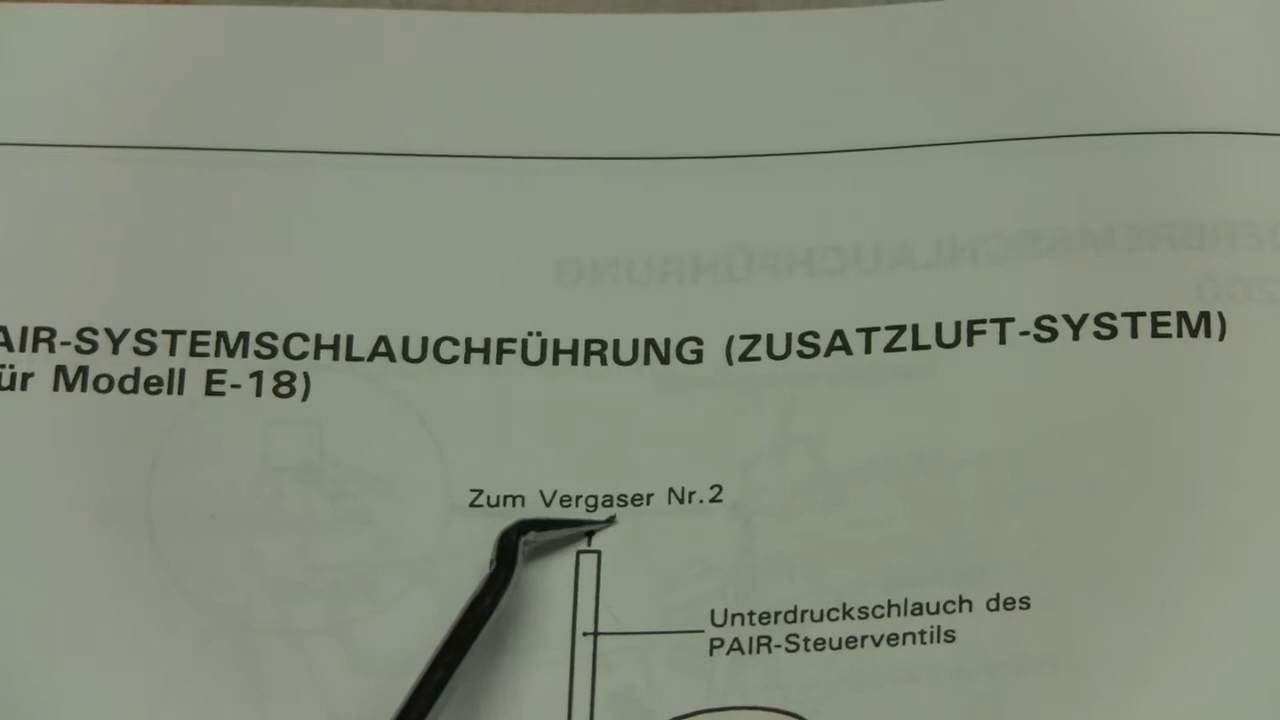 AIR-SYSTEMSCHLAUCHFÜHRUNG (ZUSATZLUFT-SYSTEM)
ür Modell E-18)
Zum Vergaser Nr.2
Unterdruckschlauch des
PAIR-Steuerventils